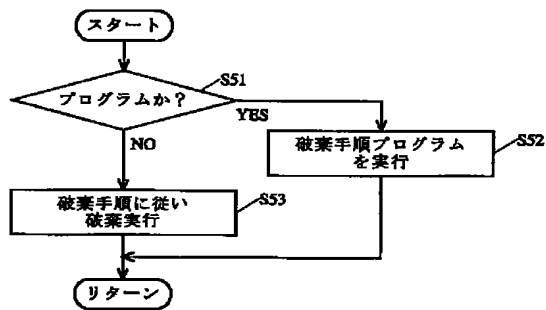 スタート
S51
プログラムか?
YES
NO
破棄手順プログラム
を実行
S52
破棄手順に従い
破棄実行
S53
リターン